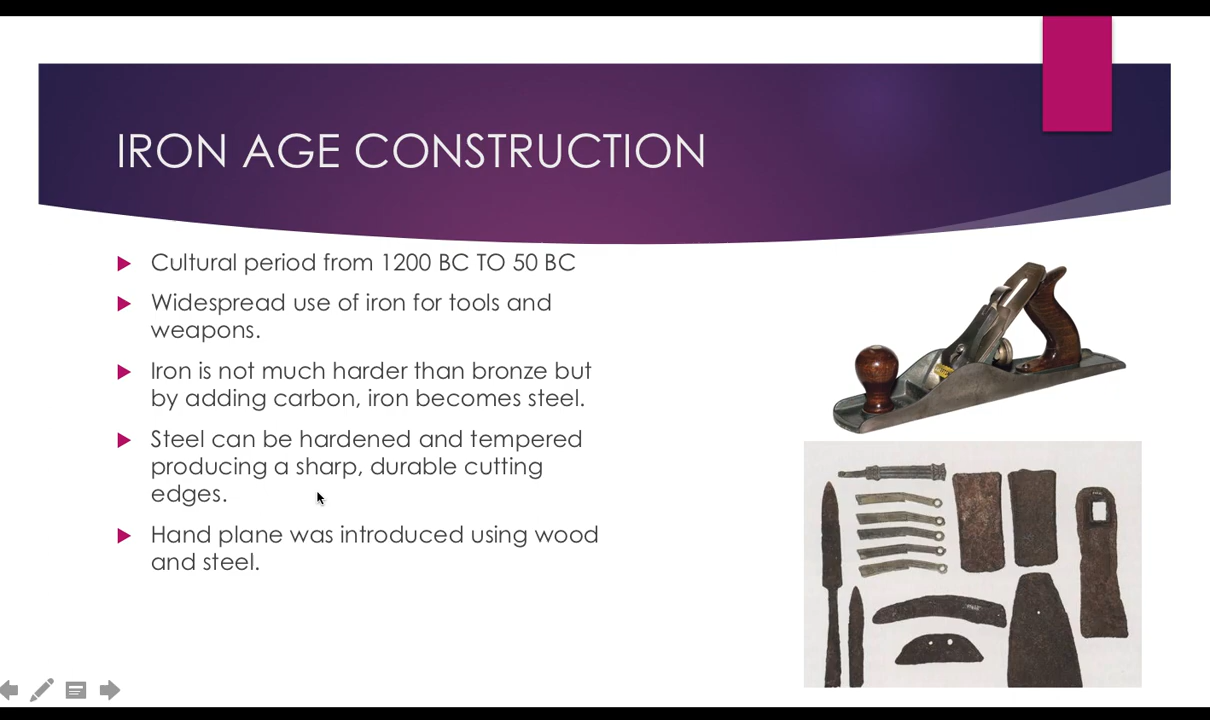 IRON AGE CONSTRUCTION
Cultural period from 1200 BC TO 50 BC
Widespread use of iron for tools and
weapons.
Iron is not much harder than bronze but
by adding carbon, iron becomes steel.
Steel can be hardened and tempered
producing a sharp, durable cutting
edges.
Hand plane was introduced using wood
and steel.